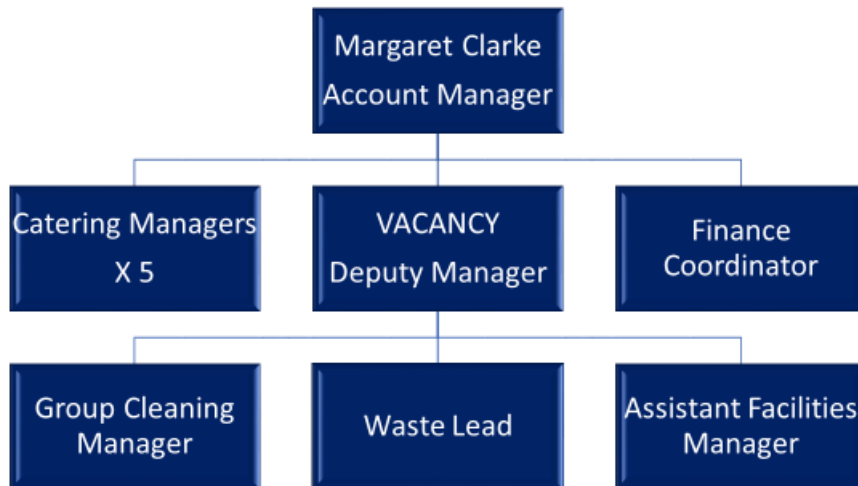 Margaret Clarke
Account Manager
Catering Managers
X 5
VACANCY
Deputy Manager
Finance
Coordinator
Group Cleaning
Manager
Waste Lead
Assistant Facilities
Manager